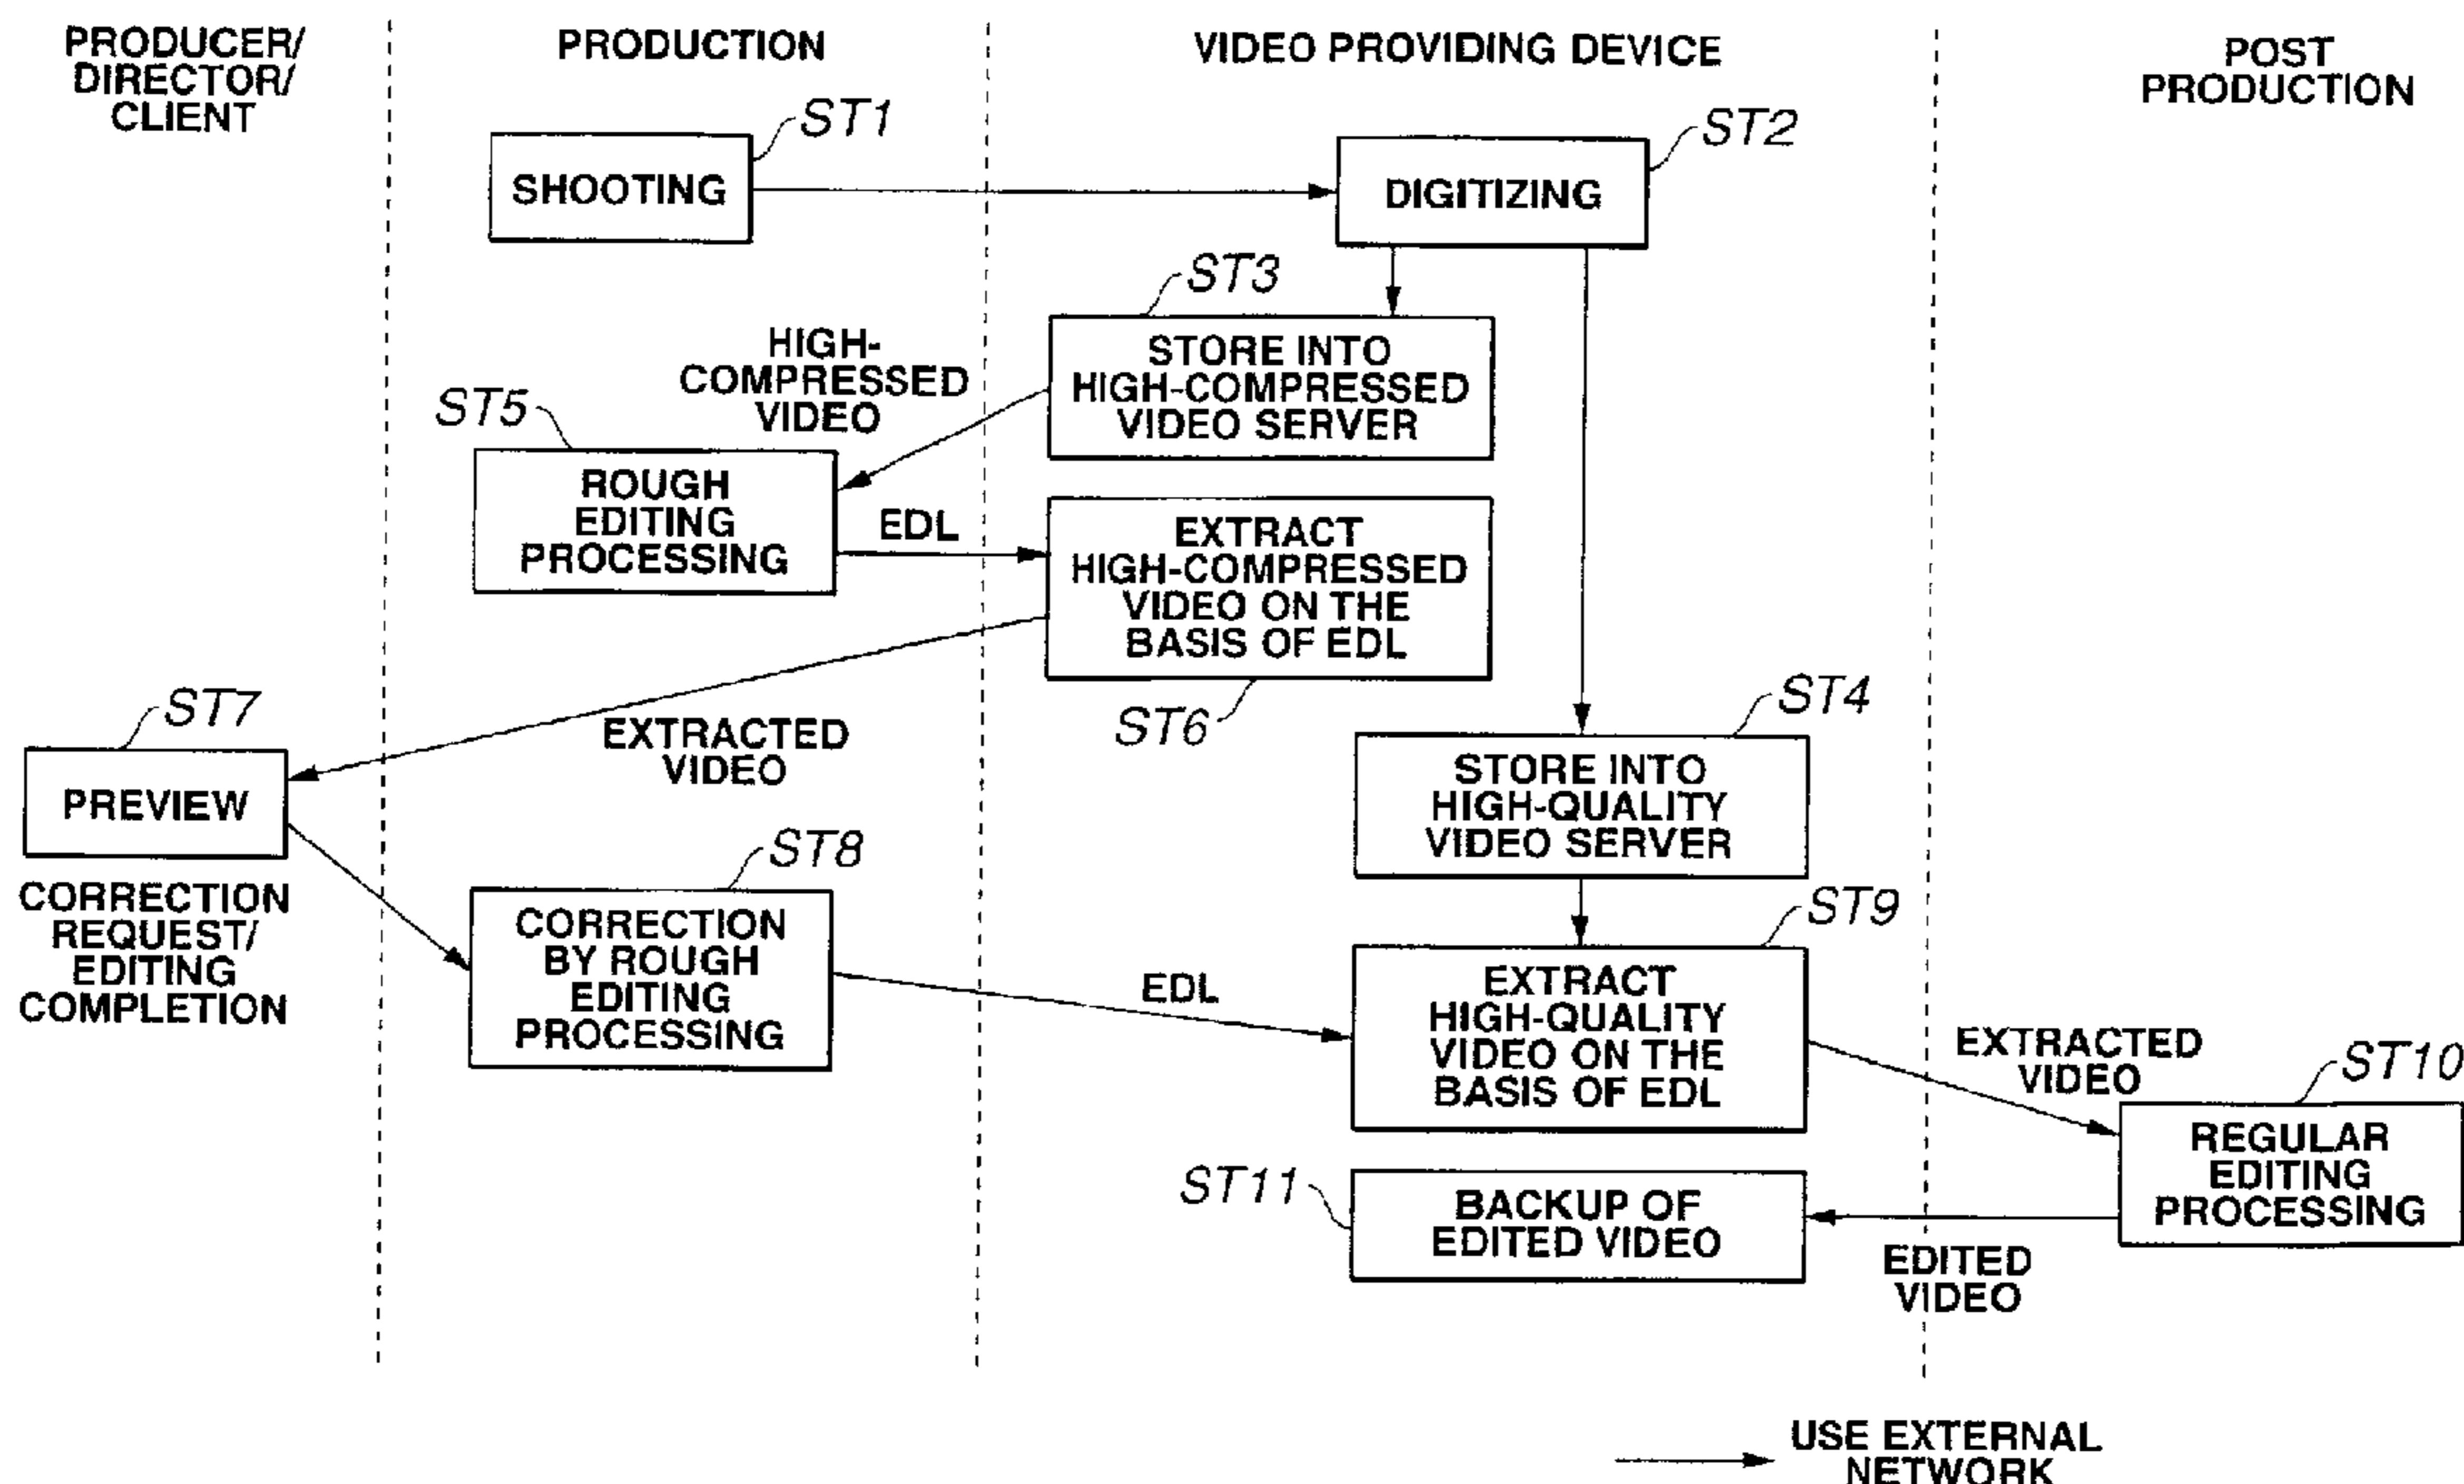 PRODUCER/
DIRECTOR/
CLIENT
PRODUCTION
VIDEO PROVIDING DEVICE
POST
PRODUCTION
ST1
SHOOTING
ST2
DIGITIZING
ST3
STORE INTO
HIGH-COMPRESSED
VIDEO SERVER
HIGH-
COMPRESSED
VIDEO
ST5
ROUGH
EDITING
PROCESSING
EDL
EXTRACT
HIGH-COMPRESSED
VIDEO ON THE
BASIS OF EDL
ST6
EXTRACTED
VIDEO
ST7
PREVIEW
CORRECTION
REQUEST/
EDITING
COMPLETION
ST4
STORE INTO
HIGH-QUALITY
VIDEO SERVER
ST8
CORRECTION
BY ROUGH
EDITING
PROCESSING
EDL
ST9
EXTRACT
HIGH-QUALITY
VIDEO ON THE
BASIS OF EDL
EXTRACTED
VIDEO
ST10
REGULAR
EDITING
PROCESSING
ST11
BACKUP OF
EDITED VIDEO
EDITED
VIDEO
USE EXTERNAL
NETWORK